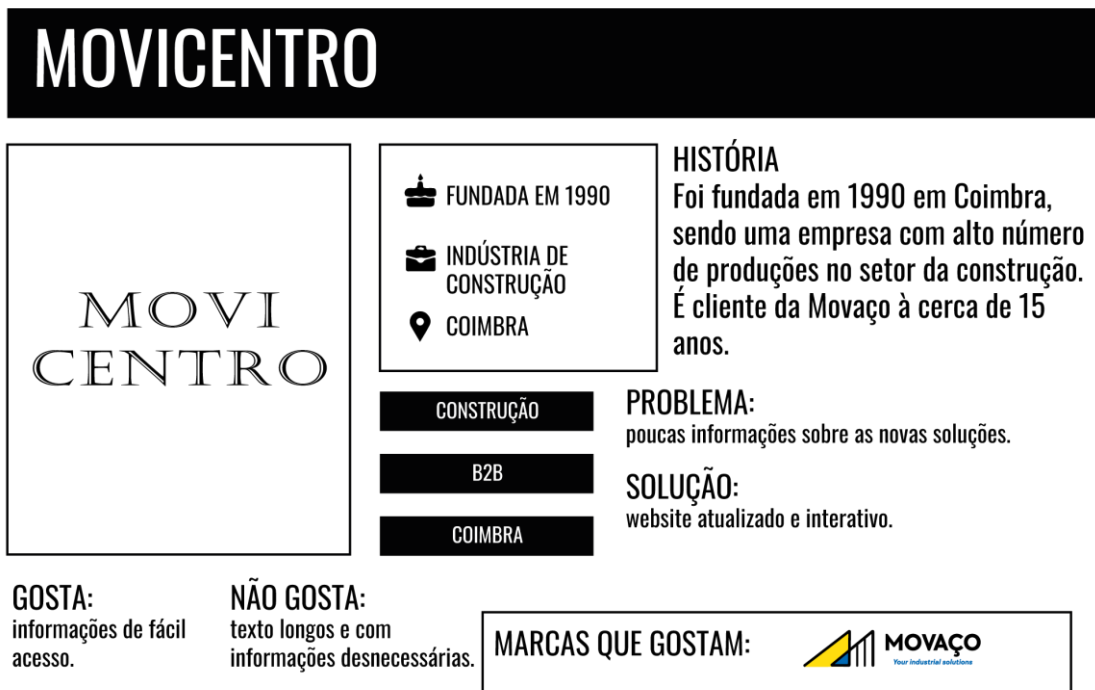 MOVICENTRO
MOVI
CENTRO
FUNDADA EM 1990
INDÚSTRIA DE
CONSTRUÇÃO
COIMBRA
HISTÓRIA
Foi fundada em 1990 em Coimbra,
sendo uma empresa com alto número
de produções no setor da construção.
É cliente da Movaço à cerca de 15
anos.
CONSTRUÇÃO
B2B
COIMBRA
PROBLEMA:
poucas informações sobre as novas soluções.
SOLUÇÃO:
website atualizado e interativo.
GOSTA:
informações de fácil
acesso.
NÃO GOSTA:
texto longos e com
informações desnecessárias.
MARCAS QUE GOSTAM:
MOVAÇO
Your industrial solutions